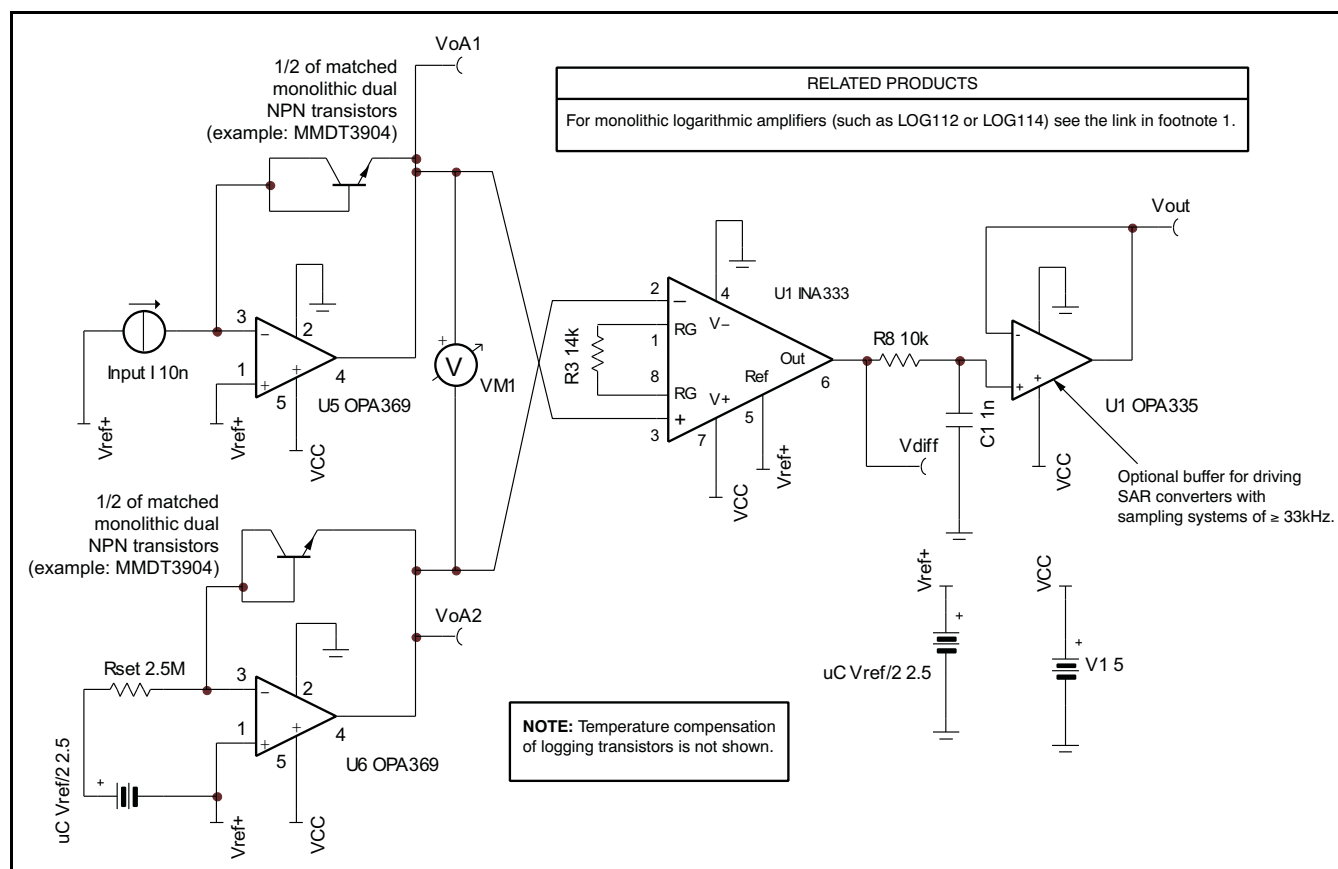 VoA1
1/2 of matched
monolithic dual
NPN transistors
(example: MMDT3904)
RELATED PRODUCTS
For monolithic logarithmic amplifiers (such as LOG112 or LOG114) see the link in footnote 1.
Input I 10n
Vref+
3
−
2
1
+
+
5
4
U5 OPA369
Vref+
VCC
+
V
VM1
2
−
4
V−
U1 INA333
RG
1
R3 14k
8
RG
Out
6
Ref
V+
+
3
7
5
VCC
Vref+
R8 10k
Vdiff
C1 1n
Vout
-
+
+
U1 OPA335
VCC
Optional buffer for driving
SAR converters with
sampling systems of ≥ 33kHz.
1/2 of matched
monolithic dual
NPN transistors
(example: MMDT3904)
VoA2
Rset 2.5M
3
−
2
1
+
+
5
4
U6 OPA369
uC Vref/2 2.5
+
Vref+
VCC
NOTE: Temperature compensation
of logging transistors is not shown.
Vref+
+
uC Vref/2 2.5
VCC
+
V1 5